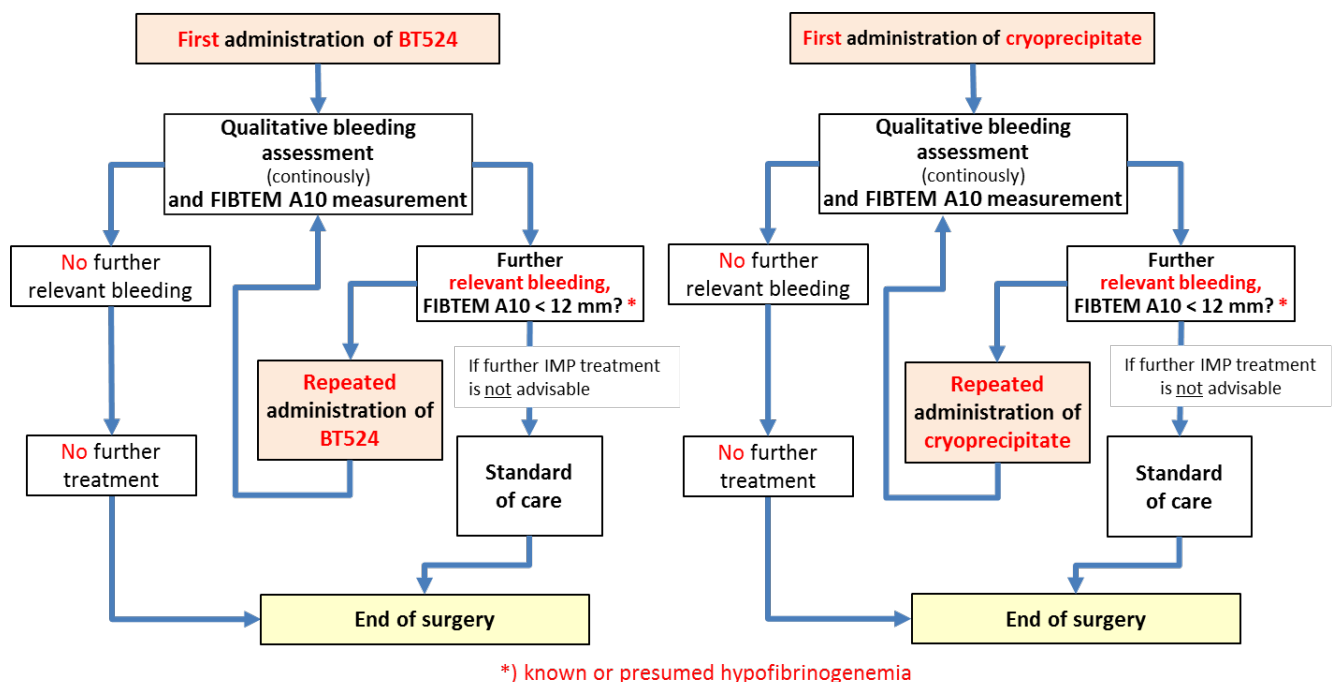 First administration of BT524
Qualitative bleeding
assessment
(continously)
and FIBTEM A10 measurement
No further
relevant bleeding
Further
relevant bleeding,
FIBTEM A10 < 12 mm? *
If further IMP treatment
is not advisable
Repeated
administration of
BT524
No further
treatment
Standard
of care
End of surgery
First administration of cryoprecipitate
Qualitative bleeding
assessment
(continously)
and FIBTEM A10 measurement
No further
relevant bleeding
Further
relevant bleeding,
FIBTEM A10 < 12 mm? *
If further IMP treatment
is not advisable
Repeated
administration of
cryoprecipitate
No further
treatment
Standard
of care
End of surgery
*) known or presumed hypofibrinogenemia